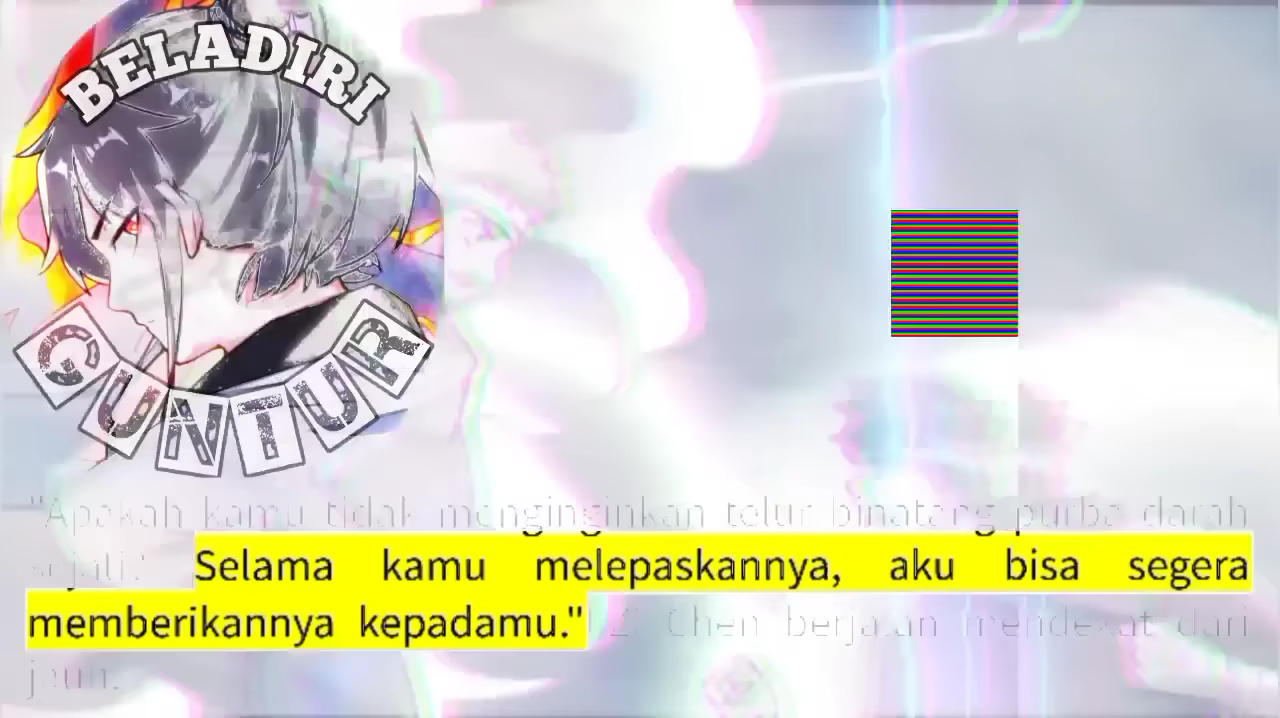 BELADIRI
GUNTUR
"Apakah kamu tidak menginginkan telur binatang purba darah
sejati? Selama kamu melepaskannya, aku bisa segera
memberikannya kepadamu." Zi Chen berjalan mendekat dari
jauh.